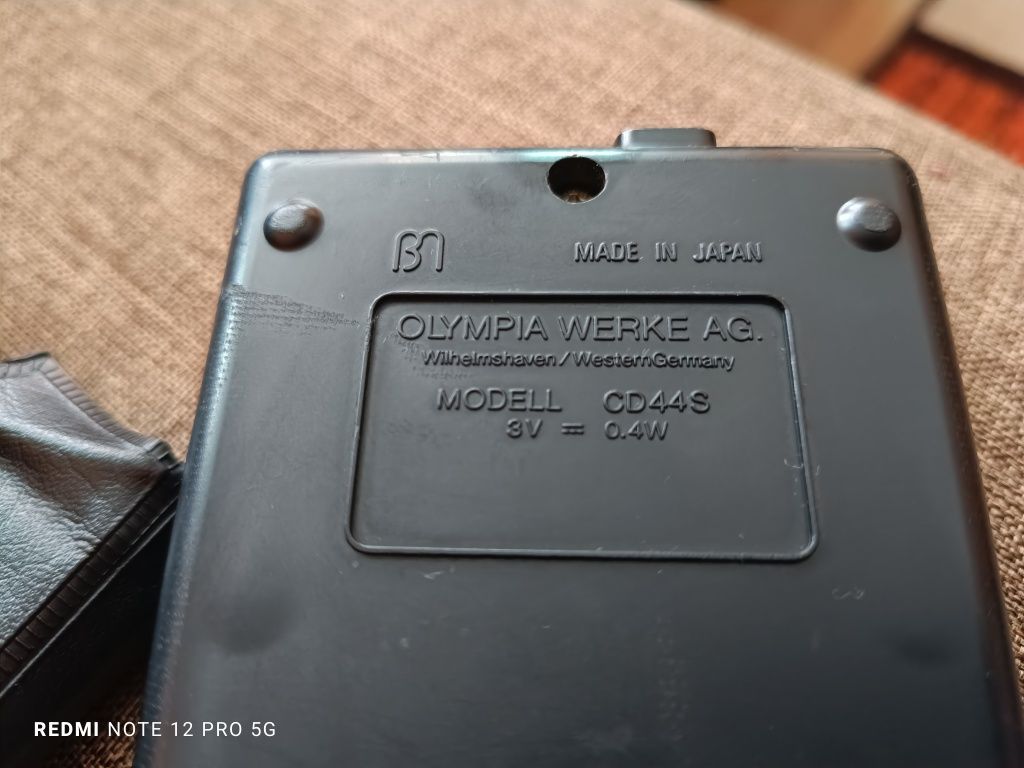 MADE IN JAPAN
OLYMPIA WERKE AG.
Wilhelmshaven/WesternGermany
MODELL CD44S
3V ⎓ 0.4W
REDMI NOTE 12 PRO 5G